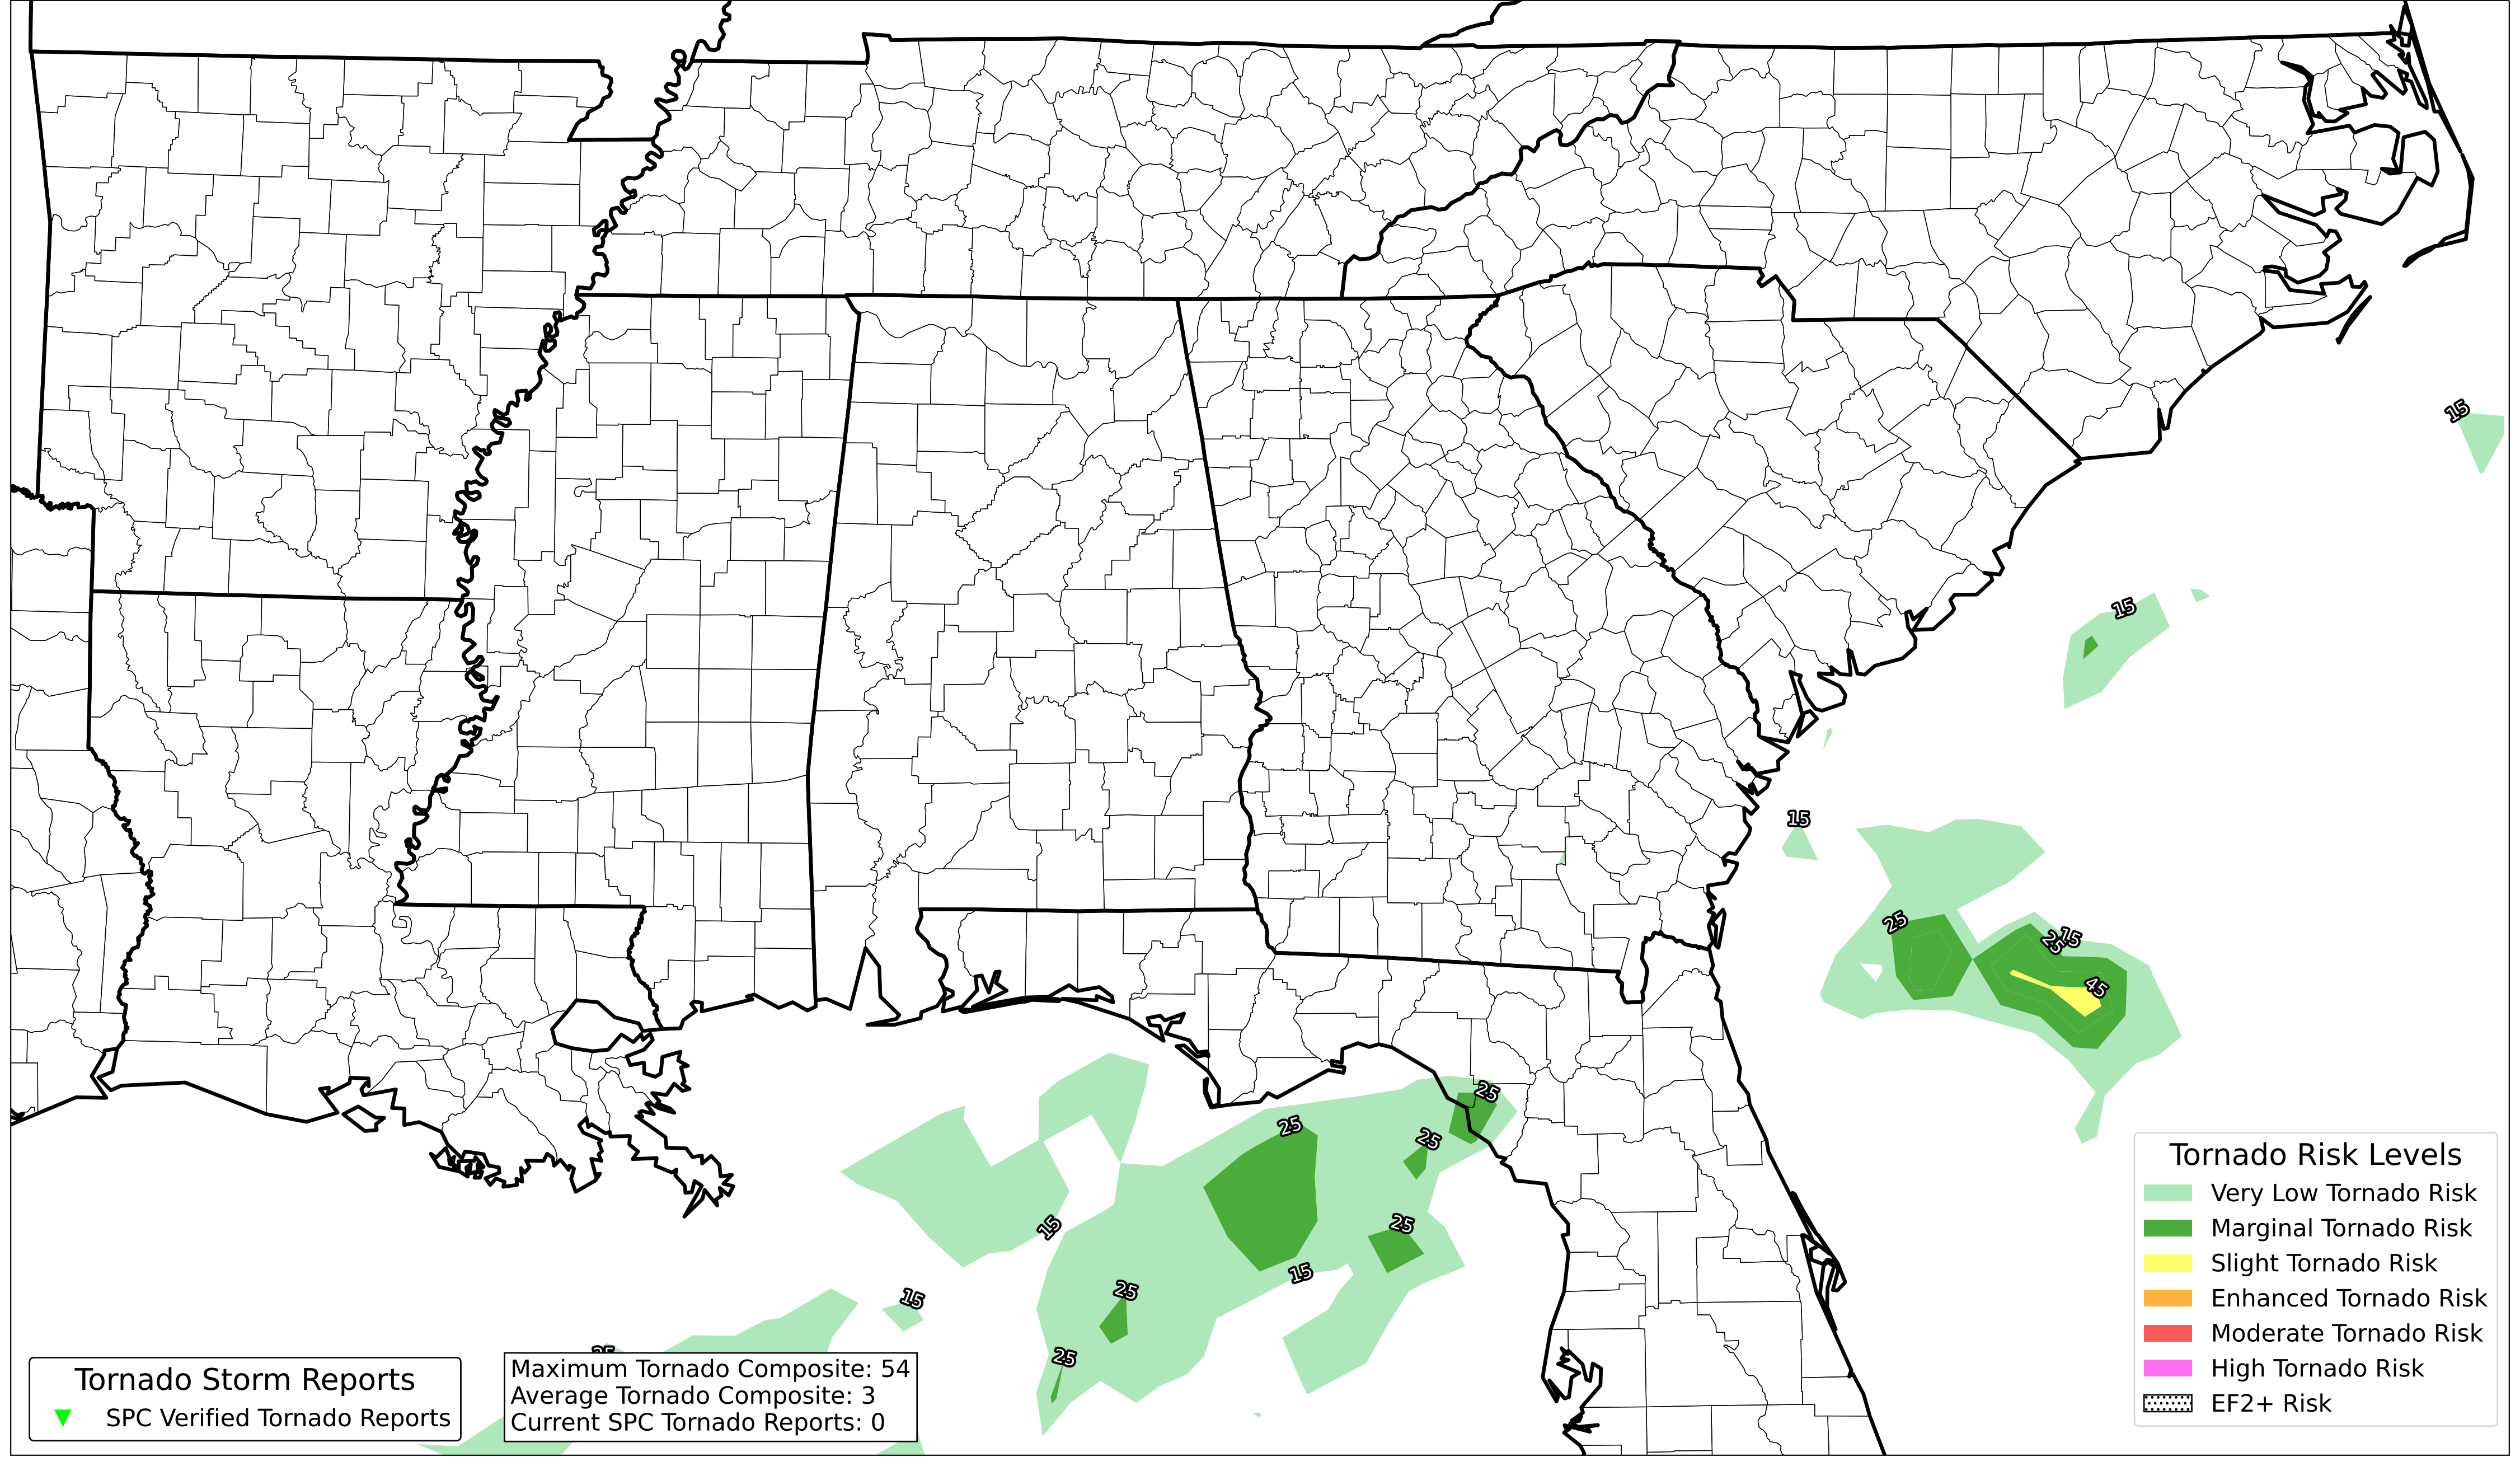 15
15
15
25
25
15
45
25
25
25
25
15
15
25
15
25
Tornado Risk Levels
Very Low Tornado Risk
Marginal Tornado Risk
Slight Tornado Risk
Enhanced Tornado Risk
Moderate Tornado Risk
High Tornado Risk
EF2+ Risk
Tornado Storm Reports
SPC Verified Tornado Reports
Maximum Tornado Composite: 54
Average Tornado Composite: 3
Current SPC Tornado Reports: 0